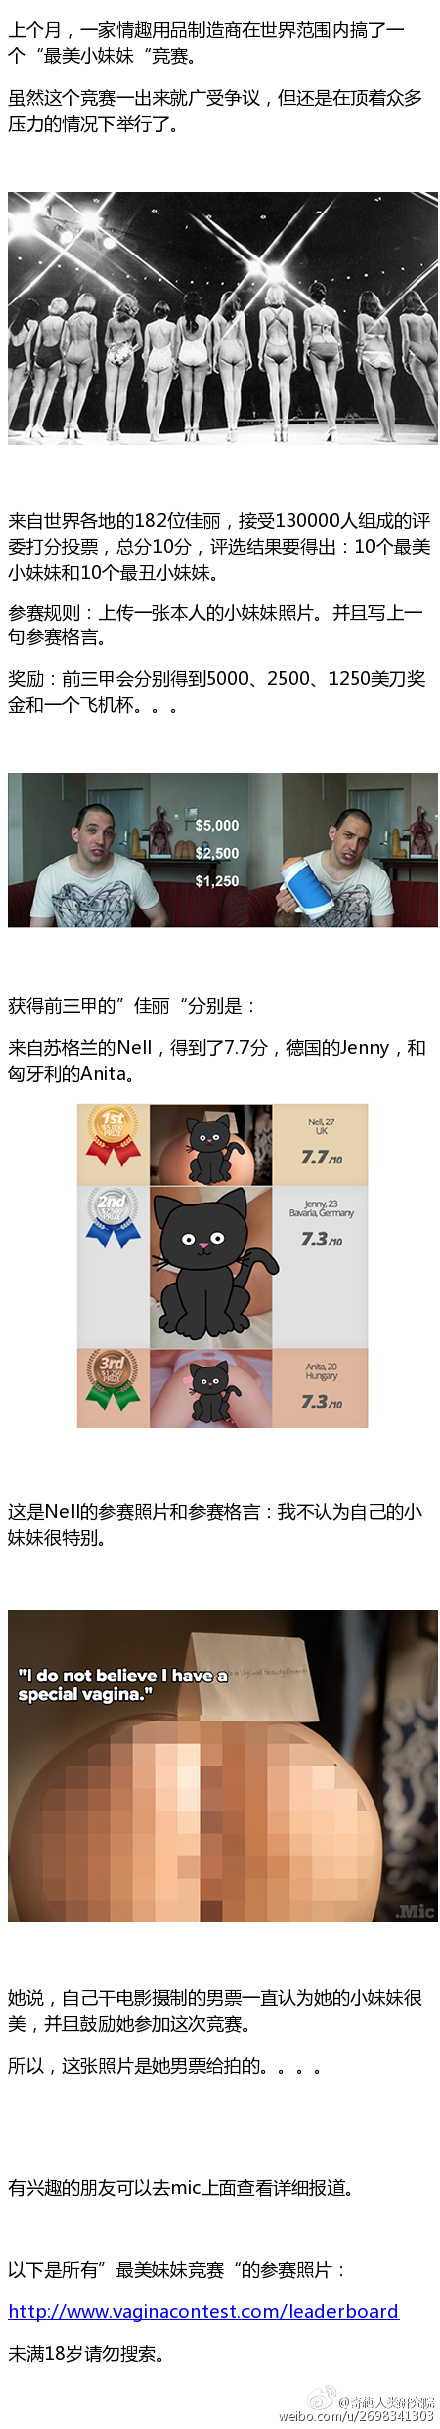 上个月，一家情趣用品制造商在世界范围内搞了一
个“最美小妹妹“竞赛。
虽然这个竞赛一出来就广受争议，但还是在顶着众多
压力的情况下举行了。
来自世界各地的182位佳丽，接受130000人组成的评
委打分投票，总分10分，评选结果要得出：10个最美
小妹妹和10个最丑小妹妹。
参赛规则：上传一张本人的小妹妹照片。并且写上一
句参赛格言。
奖励：前三甲会分别得到5000、2500、1250美刀奖
金和一个飞机杯。。。
$5,000
$2,500
$1,250
获得前三甲的”佳丽“分别是：
来自苏格兰的Nell，得到了7.7分，德国的Jenny，和
匈牙利的Anita。
1st
$5,000
PRIZE
Nell, 27
UK
7.7/10
2nd
$2,500
PRIZE
Jenny, 23
Bavaria, Germany
7.3/10
3rd
$1,250
PRIZE
Anita, 20
Hungary
7.3/10
这是Nell的参赛照片和参赛格言：我不认为自己的小
妹妹很特别。
"I do not believe I have a
special vagina."
.Mic
她说，自己干电影摄制的男票一直认为她的小妹妹很
美，并且鼓励她参加这次竞赛。
所以，这张照片是她男票给拍的。。。。
有兴趣的朋友可以去mic上面查看详细报道。
以下是所有”最美妹妹竞赛“的参赛照片：
http://www.vaginacontest.com/leaderboard
未满18岁请勿搜索。
@奇葩人类研究院
weibo.com/u/2698341303